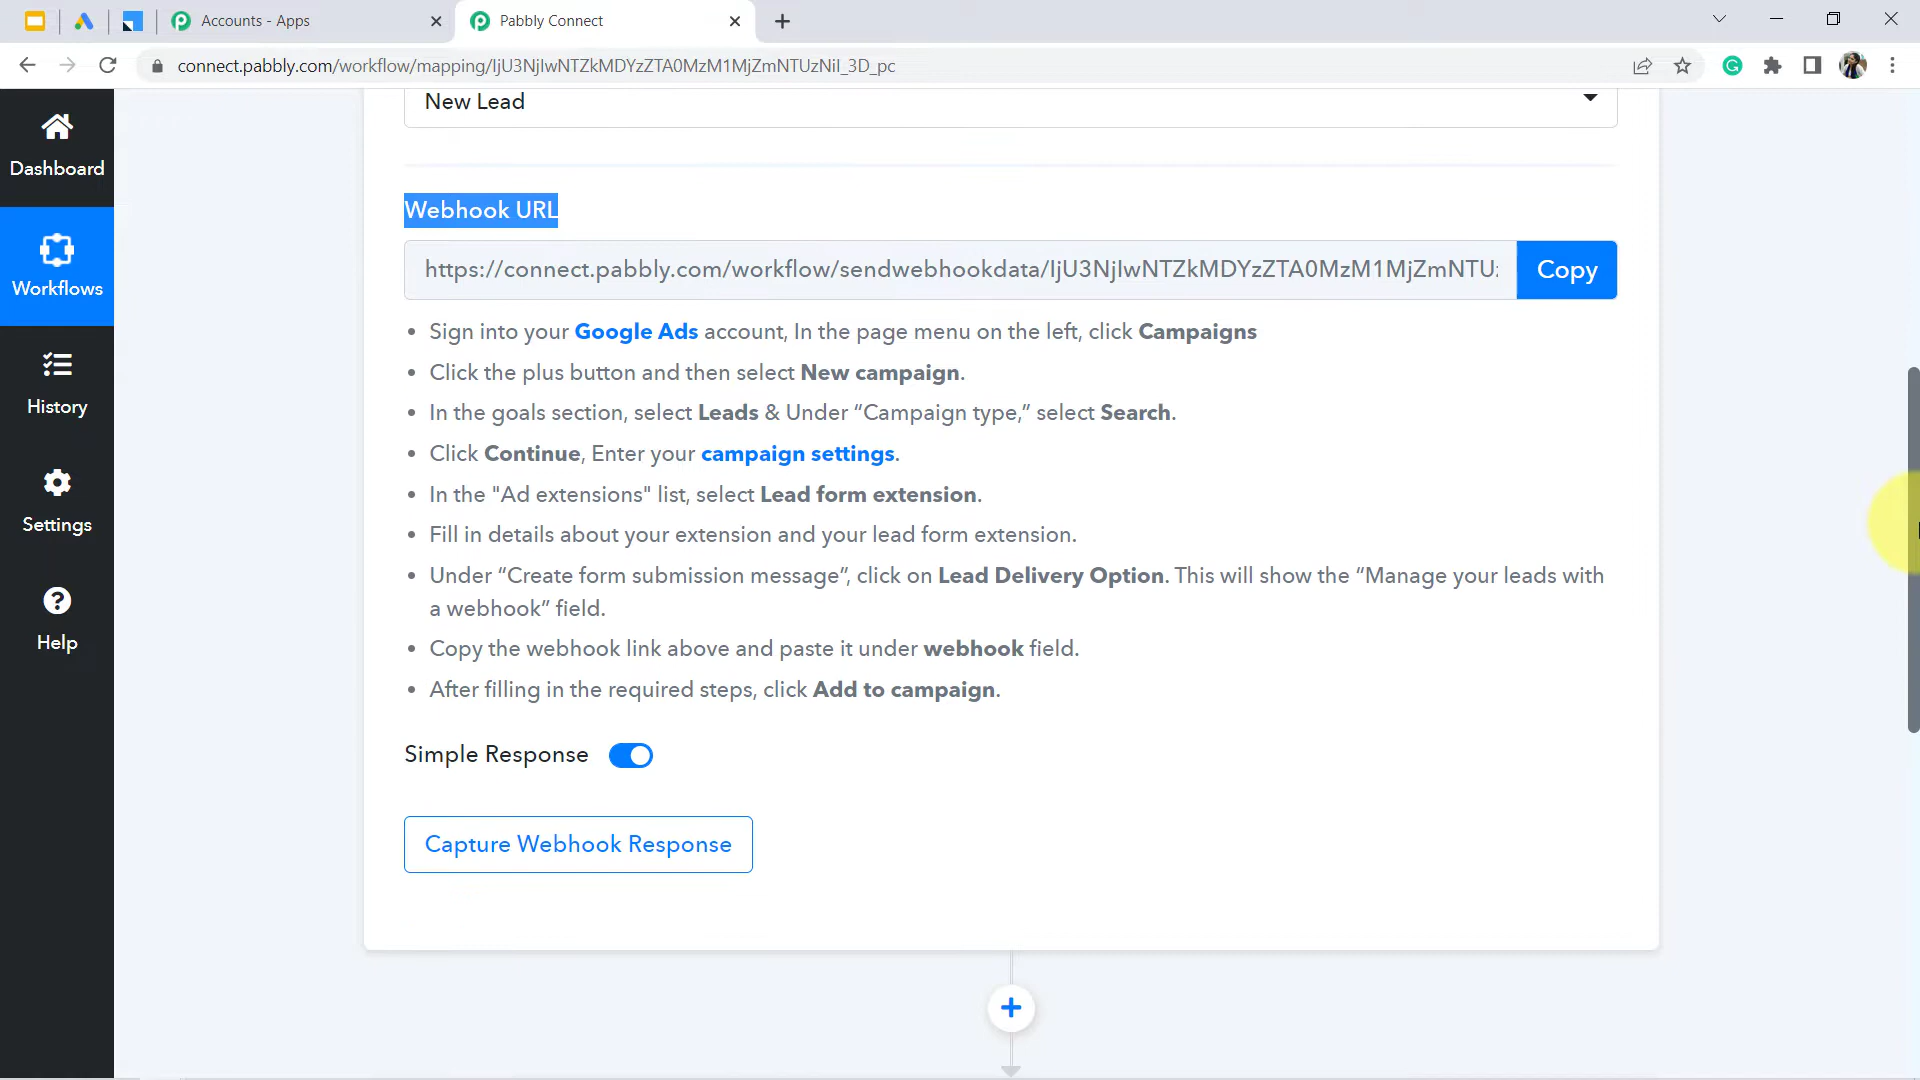 Accounts - Apps
Pabbly Connect
connect.pabbly.com/workflow/mapping/IjU3NjIwNTZkMDYzZTA0MzM1MjZmNTUzNiI_3D_pc
New Lead
Dashboard
Webhook URL
https://connect.pabbly.com/workflow/sendwebhookdata/IjU3NjIwNTZkMDYzZTA0MzM1MjZmNTU
Copy
Workflows
• Sign into your Google Ads account, In the page menu on the left, click Campaigns
• Click the plus button and then select New campaign.
History
• In the goals section, select Leads & Under “Campaign type,” select Search.
• Click Continue, Enter your campaign settings.
• In the "Ad extensions" list, select Lead form extension.
Settings
• Fill in details about your extension and your lead form extension.
• Under “Create form submission message”, click on Lead Delivery Option. This will show the “Manage your leads with
a webhook” field.
Help
• Copy the webhook link above and paste it under webhook field.
• After filling in the required steps, click Add to campaign.
Simple Response
Capture Webhook Response